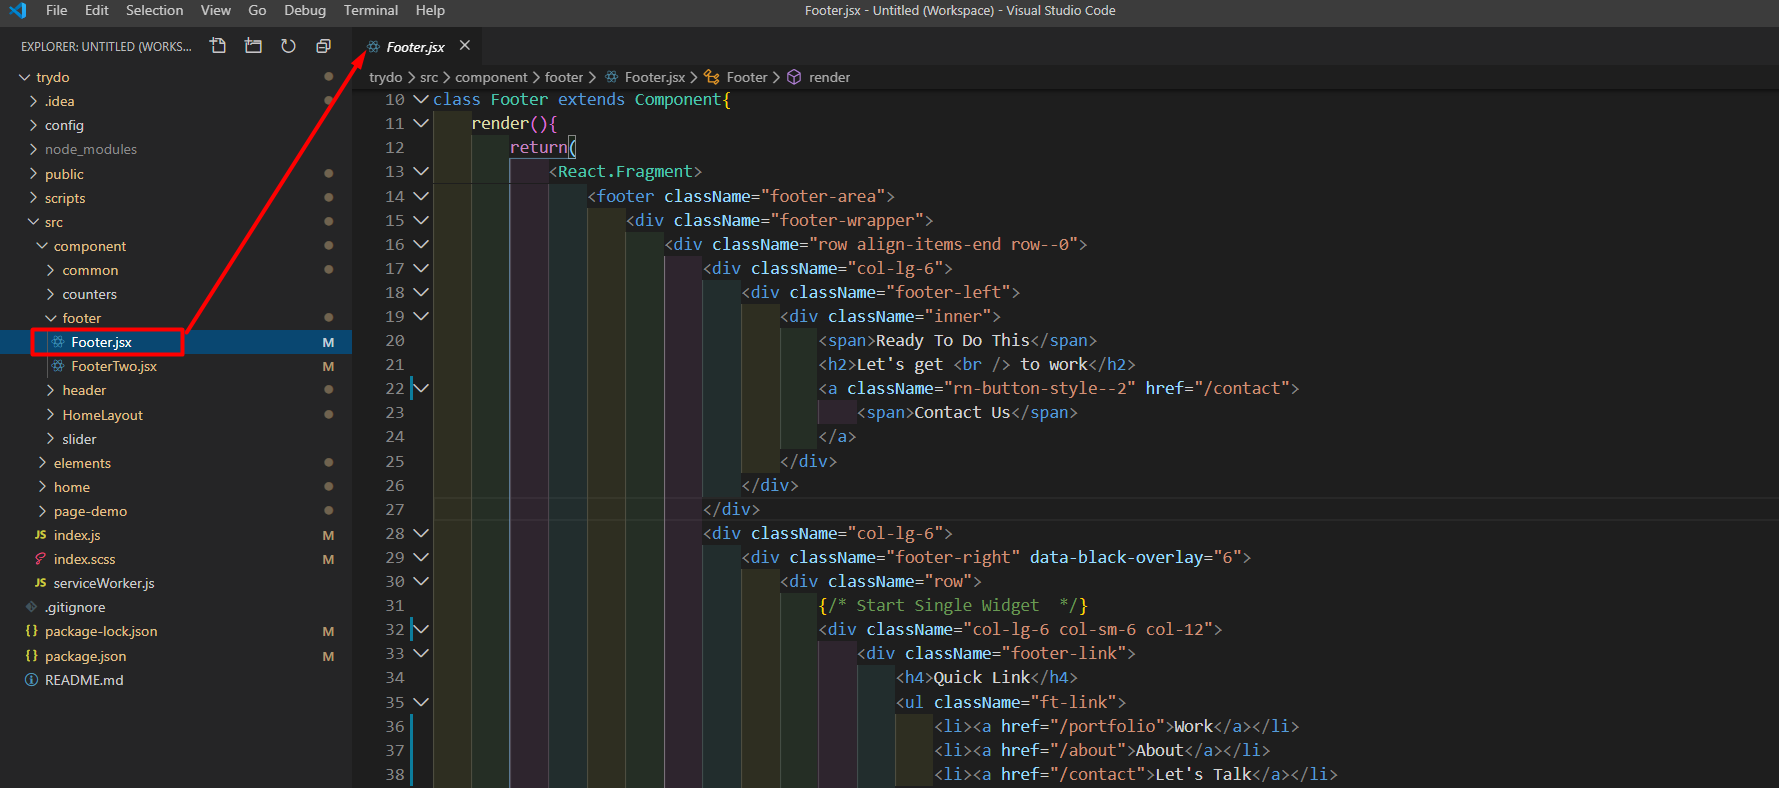 File Edit Selection View Go Debug Terminal Help
Footer.jsx - Untitled (Workspace) - Visual Studio Code
EXPLORER: UNTITLED (WORKS...
Footer.jsx
trydo > src > component > footer > Footer.jsx > Footer > render
trydo
.idea
config
node_modules
public
scripts
src
component
common
counters
footer
Footer.jsx M
FooterTwo.jsx M
header
HomeLayout
slider
elements
home
page-demo
JS index.js M
index.scss M
JS serviceWorker.js
.gitignore
{} package-lock.json M
{} package.json M
README.md
10 class Footer extends Component{
11 render(){
12 return(
13 <React.Fragment>
14 <footer className="footer-area">
15 <div className="footer-wrapper">
16 <div className="row align-items-end row--0">
17 <div className="col-lg-6">
18 <div className="footer-left">
19 <div className="inner">
20 <span>Ready To Do This</span>
21 <h2>Let's get <br /> to work</h2>
22 <a className="rn-button-style--2" href="/contact">
23 <span>Contact Us</span>
24 </a>
25 </div>
26 </div>
27 </div>
28 <div className="col-lg-6">
29 <div className="footer-right" data-black-overlay="6">
30 <div className="row">
31 {/* Start Single Widget  */}
32 <div className="col-lg-6 col-sm-6 col-12">
33 <div className="footer-link">
34 <h4>Quick Link</h4>
35 <ul className="ft-link">
36 <li><a href="/portfolio">Work</a></li>
37 <li><a href="/about">About</a></li>
38 <li><a href="/contact">Let's Talk</a></li>